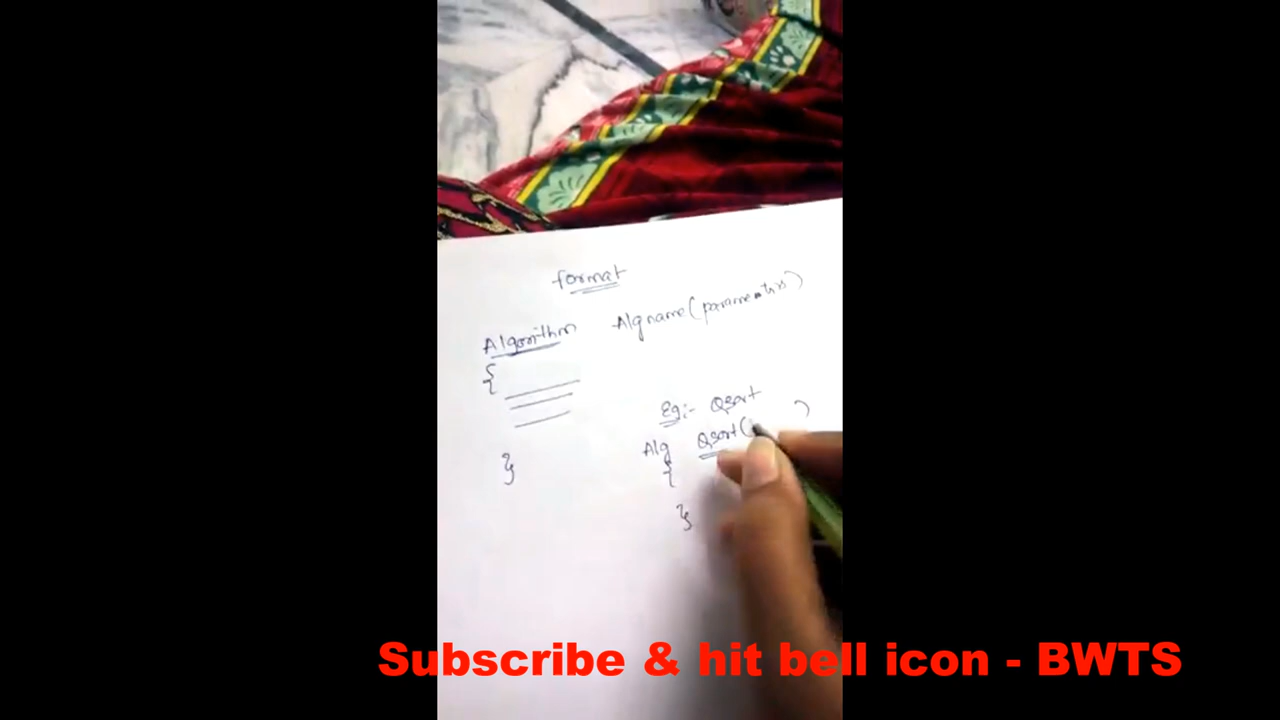 format
Algorithm Algname(parameters)
{
}
Eg:- Qsort
Alg Qsort( )
{
}
Subscribe & hit bell icon - BWTS